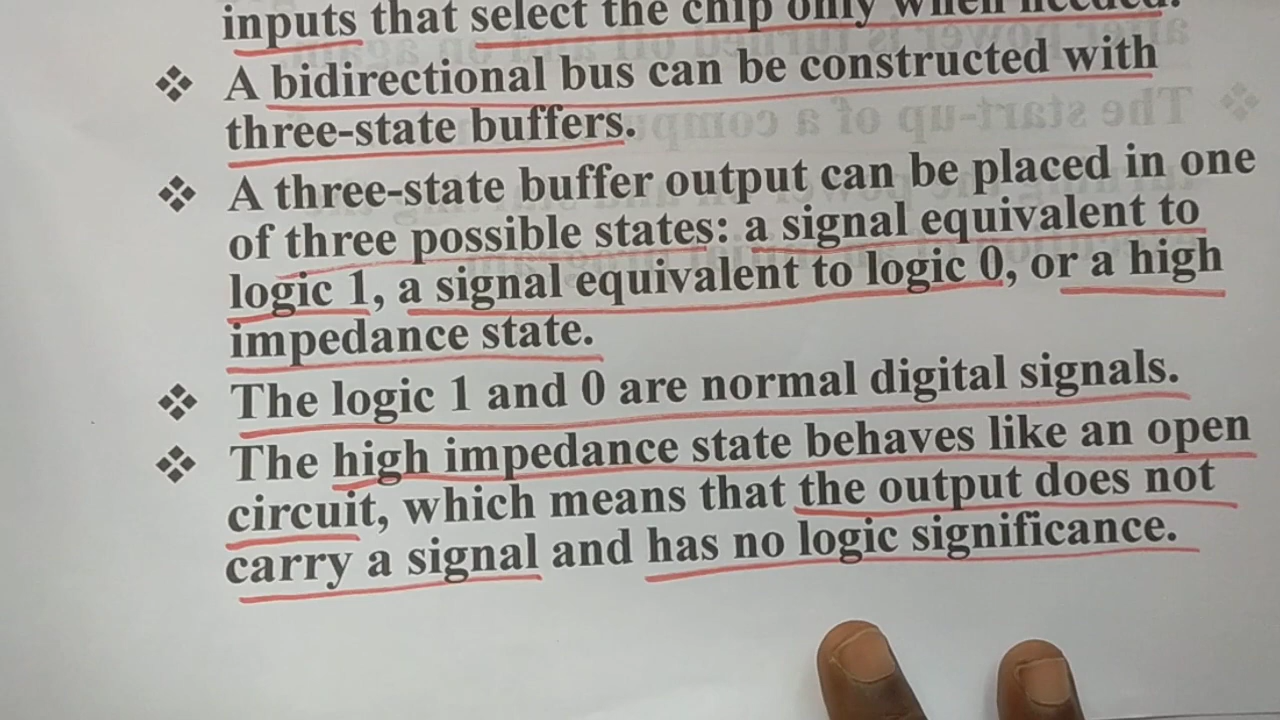 inputs that select the chip only when needed.
❖ A bidirectional bus can be constructed with
three-state buffers.
❖ A three-state buffer output can be placed in one
of three possible states: a signal equivalent to
logic 1, a signal equivalent to logic 0, or a high
impedance state.
❖ The logic 1 and 0 are normal digital signals.
❖ The high impedance state behaves like an open
circuit, which means that the output does not
carry a signal and has no logic significance.